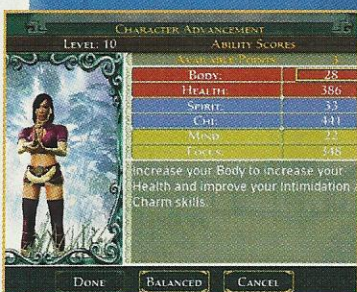 CHARACTER ADVANCEMENT
LEVEL: 10 ABILITY SCORES
AVAILABLE POINTS 3
BODY: 28
HEALTH: 386
SPIRIT: 33
CHI: 441
MIND: 22
FOCUS: 348
Increase your Body to increase your
Health and improve your Intimidation
Charm skills.
DONE BALANCED CANCEL